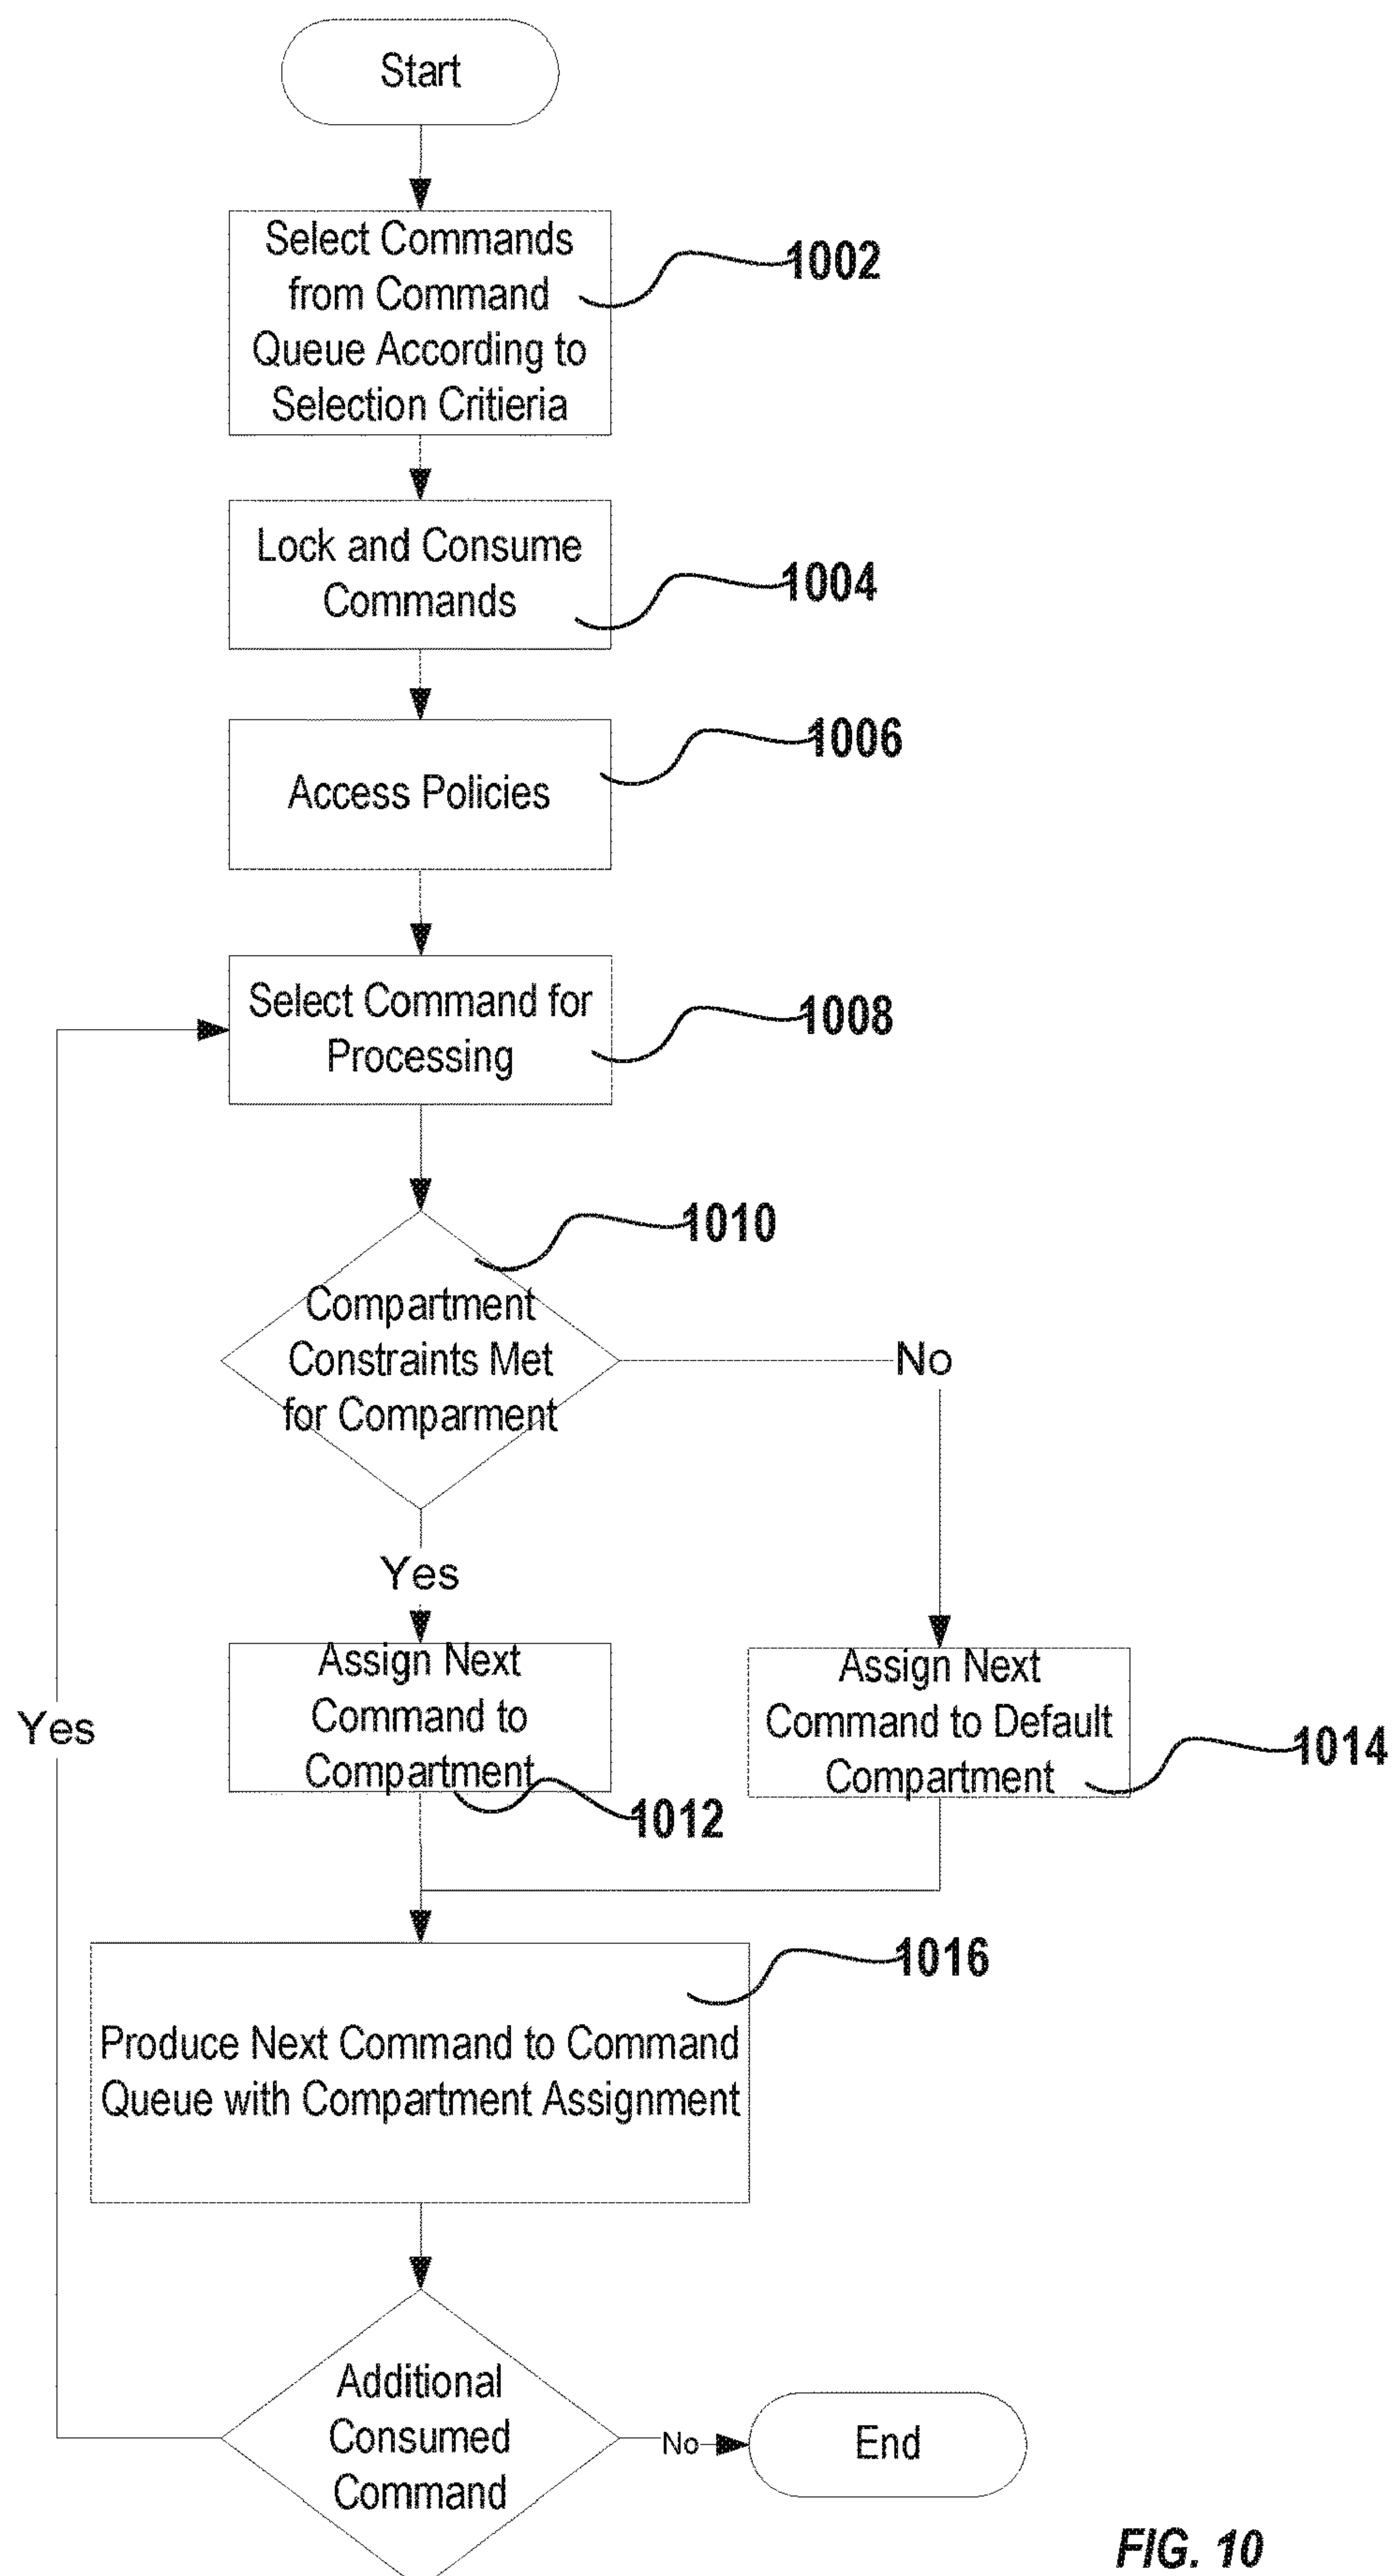 Start
Select Commands
from Command
Queue According to
Selection Critieria
1002
Lock and Consume
Commands
1004
Access Policies
1006
Select Command for
Processing
1008
1010
Compartment
Constraints Met
for Comparment
No
Yes
Assign Next
Command to
Compartment
1012
Assign Next
Command to Default
Compartment
1014
Yes
1016
Produce Next Command to Command
Queue with Compartment Assignment
Additional
Consumed
Command
No
End
FIG. 10